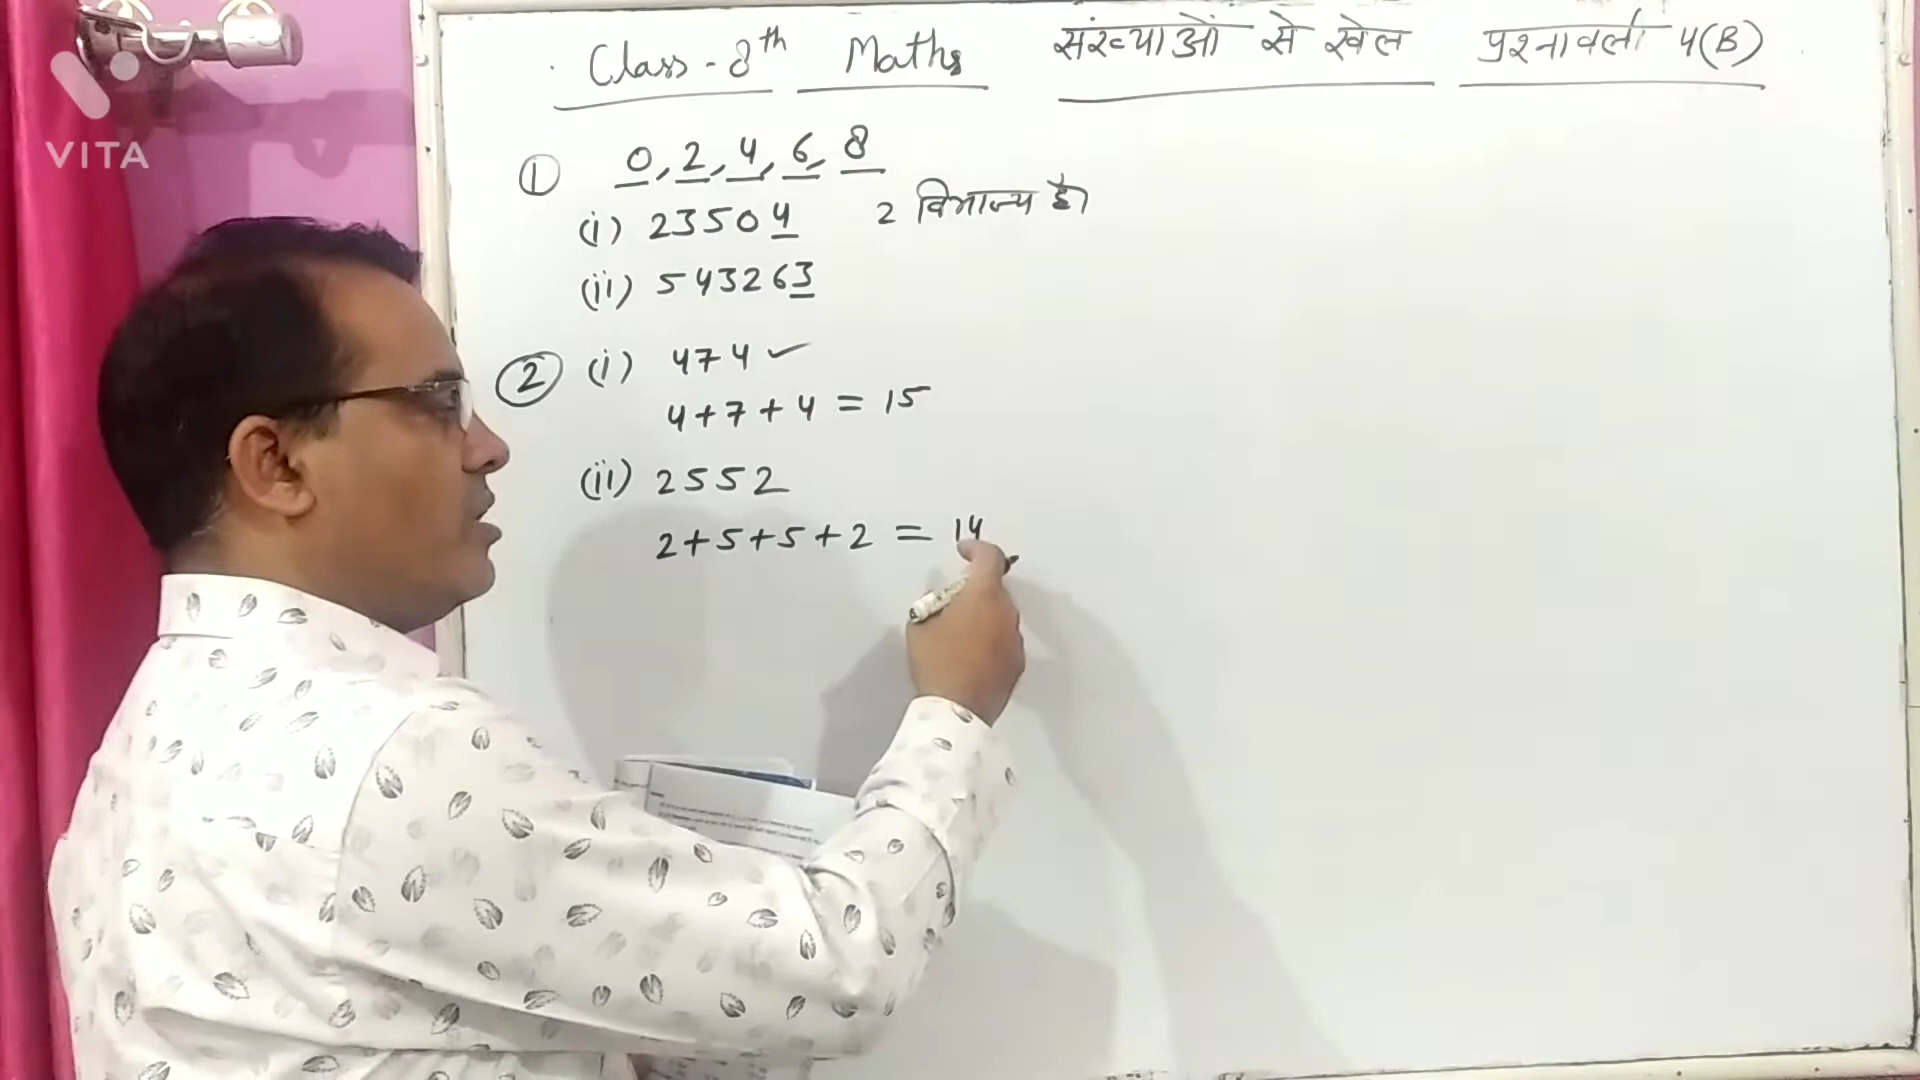 VITA
Class-8th Maths संख्याओं से खेल प्रश्नावली 4(B)
① 0, 2, 4, 6, 8
(i) 23504 2 विभाज्य है।
(ii) 543263
② (i) 474 ✓
4+7+4 = 15
(ii) 2552
2+5+5+2 = 14